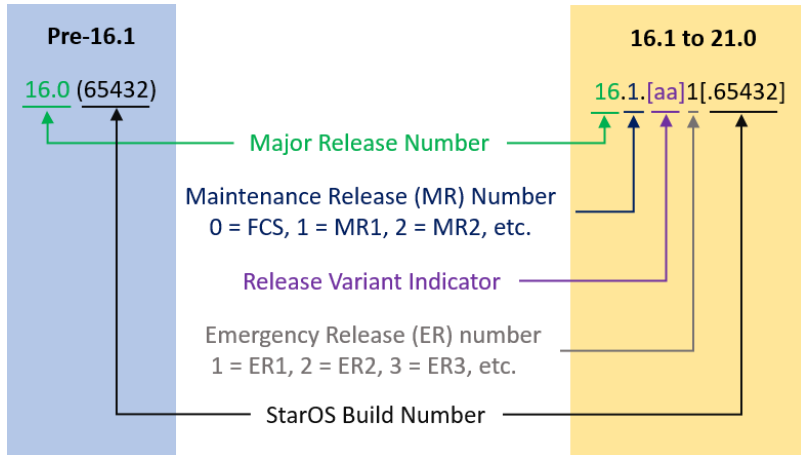 Pre-16.1
16.1 to 21.0
16.0 (65432)
16.1.[aa]1[.65432]
Major Release Number
Maintenance Release (MR) Number
0 = FCS, 1 = MR1, 2 = MR2, etc.
Release Variant Indicator
Emergency Release (ER) number
1 = ER1, 2 = ER2, 3 = ER3, etc.
StarOS Build Number